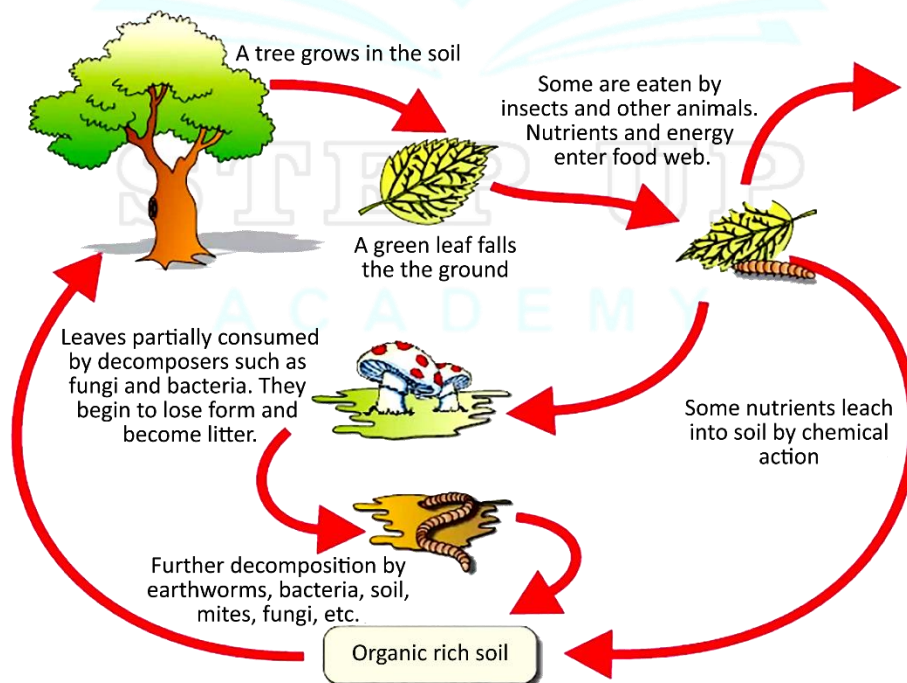 A tree grows in the soil
Some are eaten by
insects and other animals.
Nutrients and energy
enter food web.
STEP UP
A green leaf falls
the the ground
ACADEMY
Leaves partially consumed
by decomposers such as
fungi and bacteria. They
begin to lose form and
become litter.
Some nutrients leach
into soil by chemical
action
Further decomposition by
earthworms, bacteria, soil,
mites, fungi, etc.
Organic rich soil